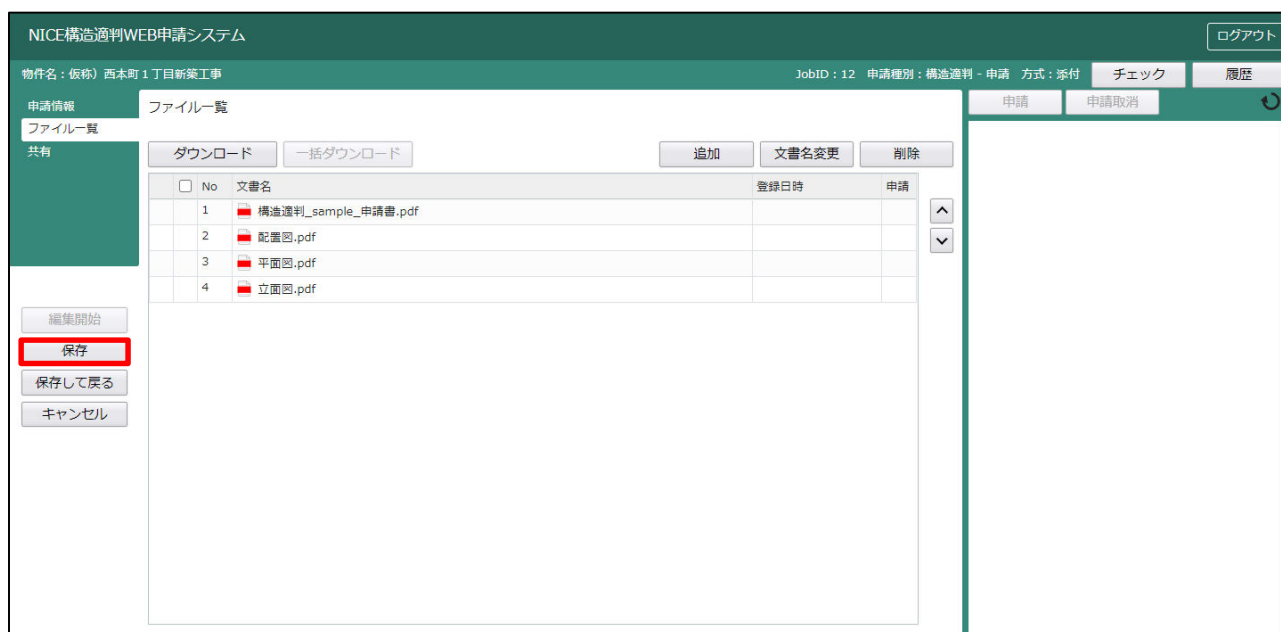 NICE構造適判WEB申請システム
ログアウト
物件名：仮称）西本町１丁目新築工事
JobID：12 申請種別：構造適判 - 申請 方式：添付
チェック
履歴
申請情報
ファイル一覧
共有
ファイル一覧
申請
申請取消
ダウンロード
一括ダウンロード
追加
文書名変更
削除
No 文書名 登録日時 申請
1 構造適判_sample_申請書.pdf
2 配置図.pdf
3 平面図.pdf
4 立面図.pdf
編集開始
保存
保存して戻る
キャンセル